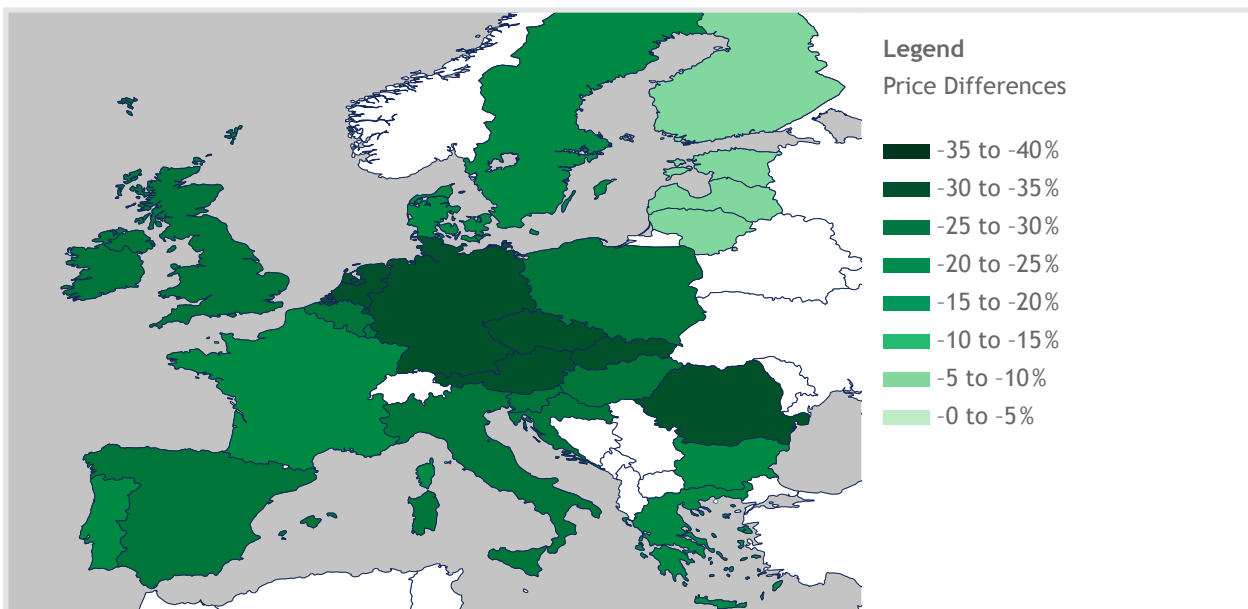 Legend
Price Differences
-35 to -40%
-30 to -35%
-25 to -30%
-20 to -25%
-15 to -20%
-10 to -15%
-5 to -10%
-0 to -5%